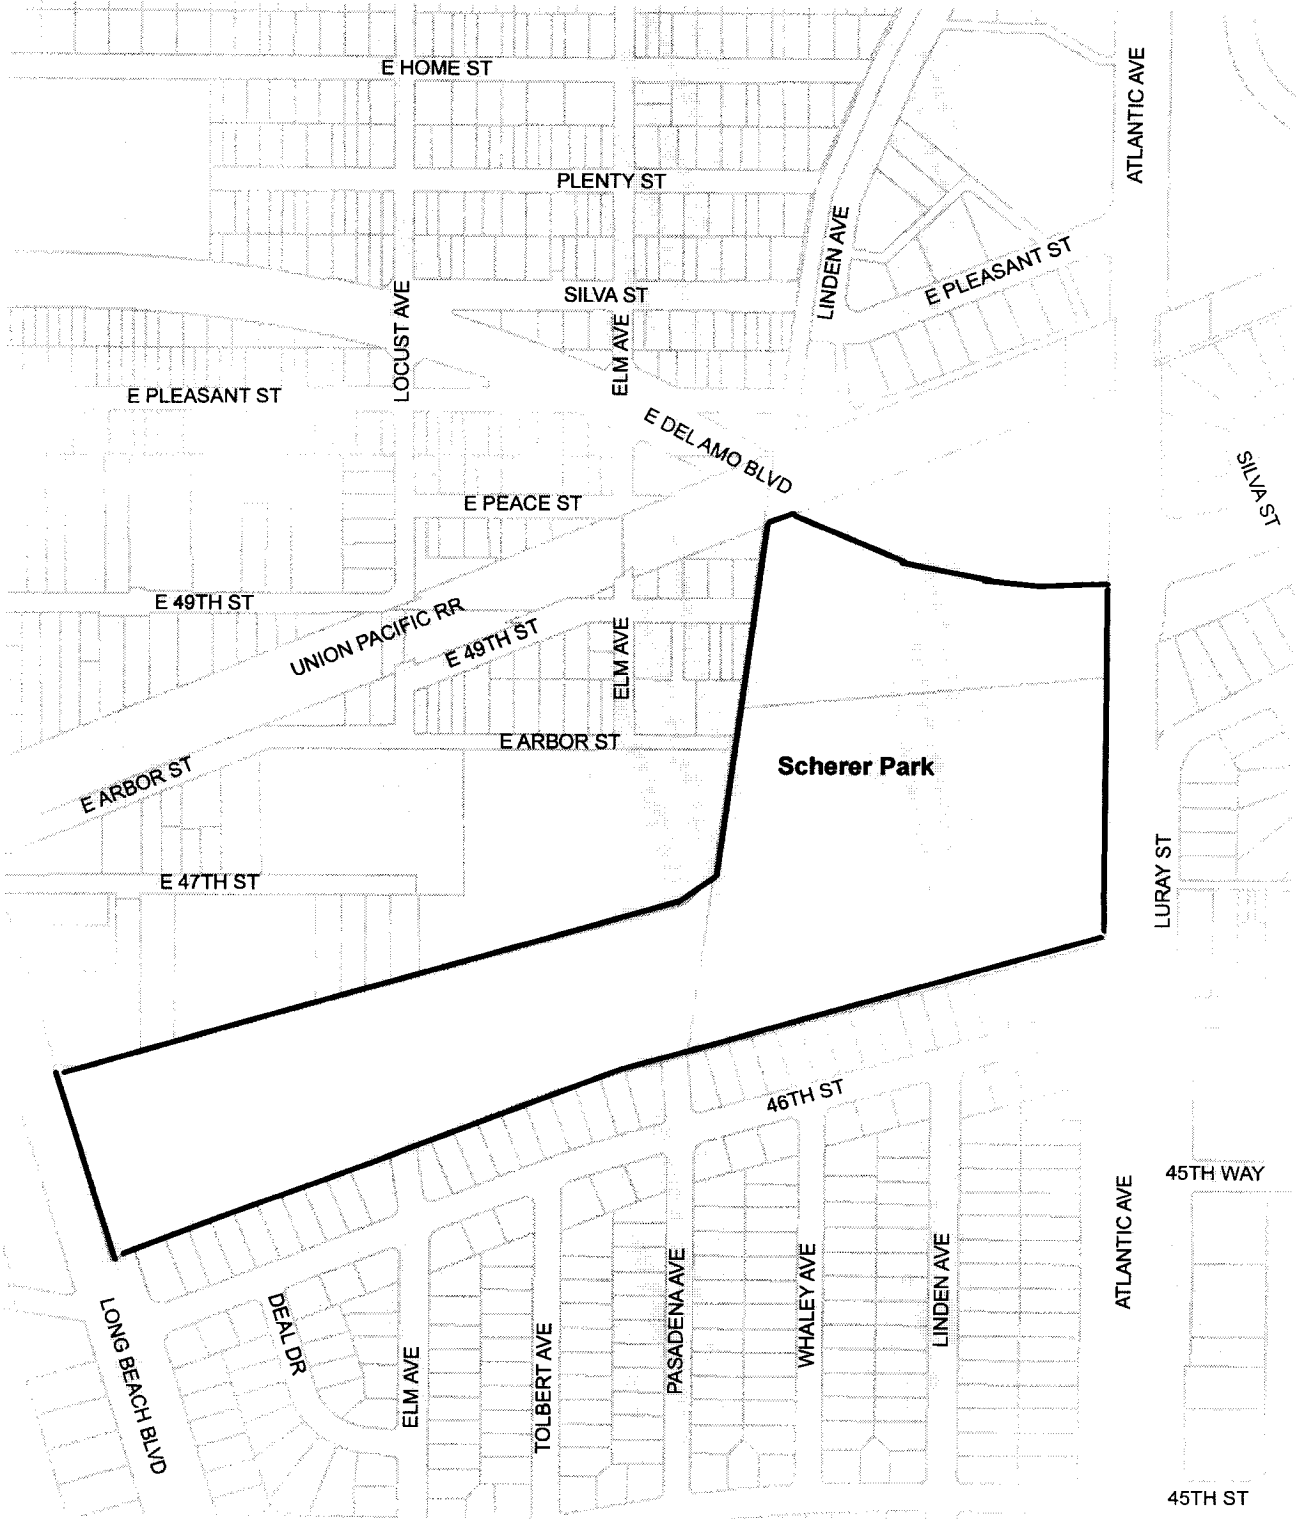 E HOME ST
ATLANTIC AVE
PLENTY ST
LINDEN AVE
E PLEASANT ST
SILVA ST
LOCUST AVE
ELM AVE
E PLEASANT ST
E DEL AMO BLVD
SILVA ST
E PEACE ST
E 49TH ST
UNION PACIFIC RR
E 49TH ST
ELM AVE
E ARBOR ST
Scherer Park
E ARBOR ST
LURAY ST
E 47TH ST
46TH ST
45TH WAY
ATLANTIC AVE
LONG BEACH BLVD
DEAL DR
ELM AVE
TOLBERT AVE
PASADENA AVE
WHALEY AVE
LINDEN AVE
45TH ST